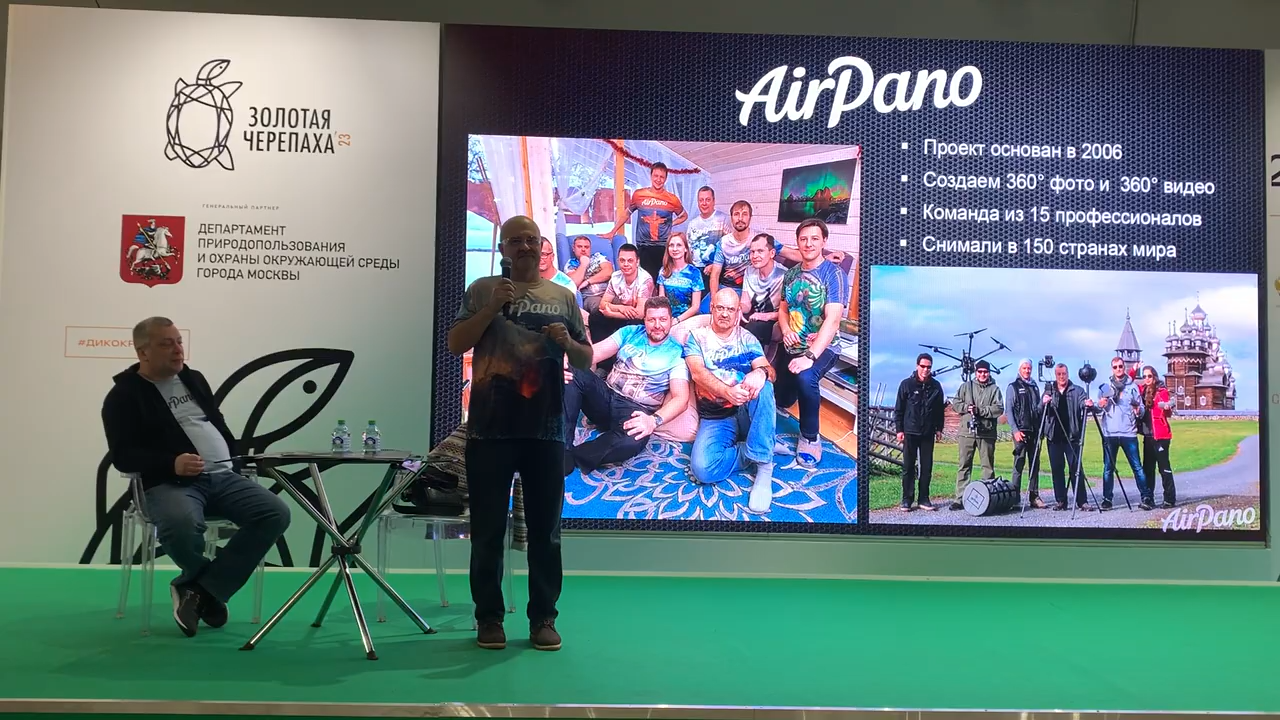 ЗОЛОТАЯ
ЧЕРЕПАХА'23
ГЕНЕРАЛЬНЫЙ ПАРТНЕР
ДЕПАРТАМЕНТ
ПРИРОДОПОЛЬЗОВАНИЯ
И ОХРАНЫ ОКРУЖАЮЩЕЙ СРЕДЫ
ГОРОДА МОСКВЫ
AirPano
Проект основан в 2006
Создаем 360° фото и 360° видео
Команда из 15 профессионалов
Снимали в 150 странах мира
AirPano
AirPano